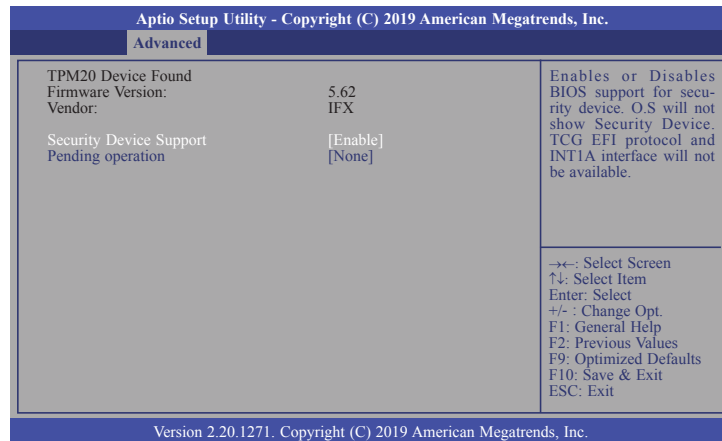 Aptio Setup Utility - Copyright (C) 2019 American Megatrends, Inc.
Advanced
TPM20 Device Found
Firmware Version: 5.62
Vendor: IFX
Security Device Support [Enable]
Pending operation [None]
Enables or Disables
BIOS support for secu-
rity device. O.S will not
show Security Device.
TCG EFI protocol and
INT1A interface will not
be available.
→←: Select Screen
↑↓: Select Item
Enter: Select
+/- : Change Opt.
F1: General Help
F2: Previous Values
F9: Optimized Defaults
F10: Save & Exit
ESC: Exit
Version 2.20.1271. Copyright (C) 2019 American Megatrends, Inc.